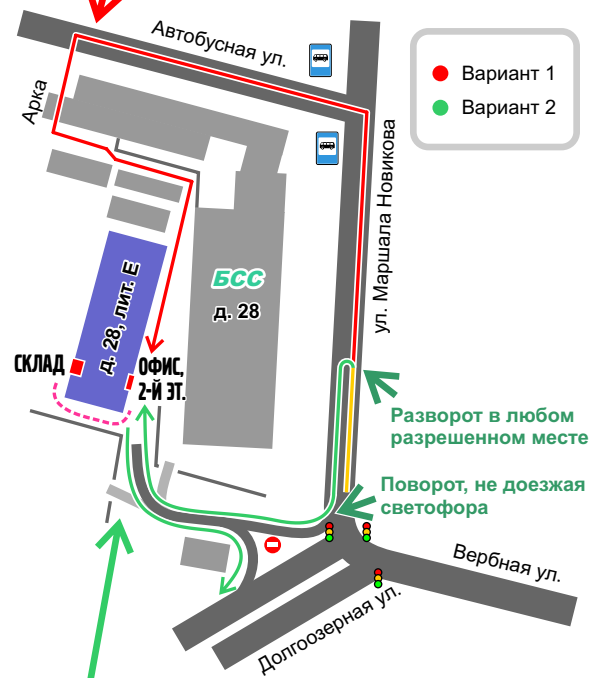 Автобусная ул.
Арка
Вариант 1
Вариант 2
ул. Маршала Новикова
БСС
д. 28
д. 28, лит. Е
СКЛАД
ОФИС,
2-Й ЭТ.
Разворот в любом
разрешенном месте
Поворот, не доезжая
светофора
Вербная ул.
Долгоозерная ул.